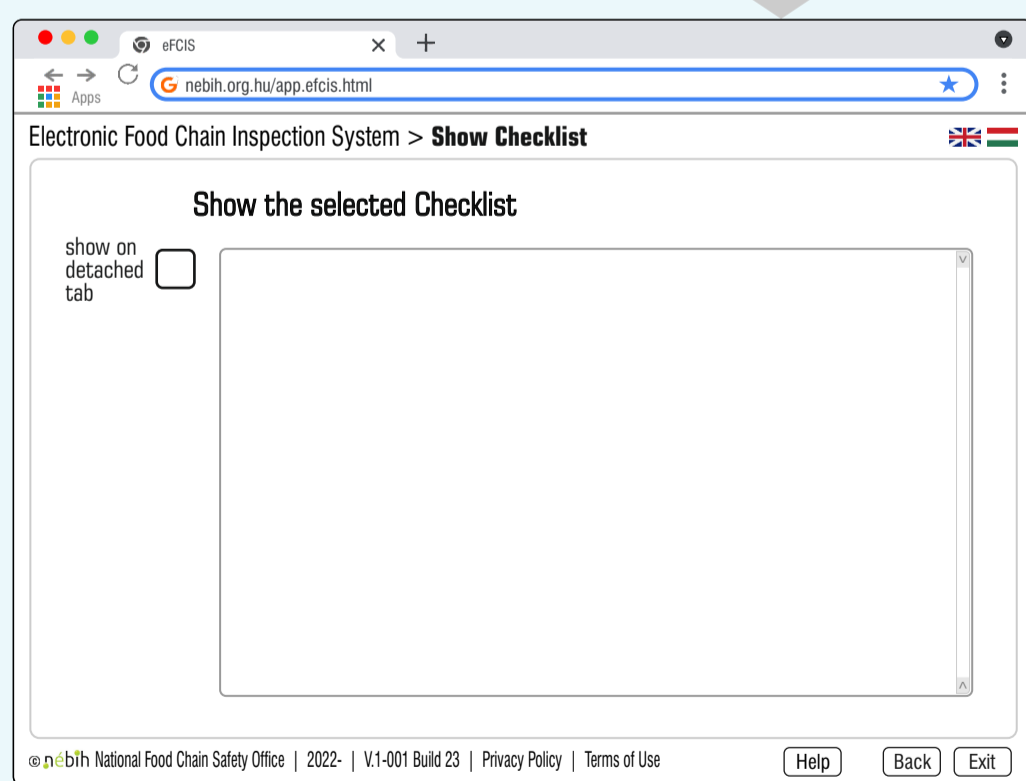 eFCIS
Apps
nebih.org.hu/app.efcis.html
Electronic Food Chain Inspection System > Show Checklist
Show the selected Checklist
show on
detached
tab
© nébih National Food Chain Safety Office | 2022- | V.1-001 Build 23 | Privacy Policy | Terms of Use
Help
Back
Exit